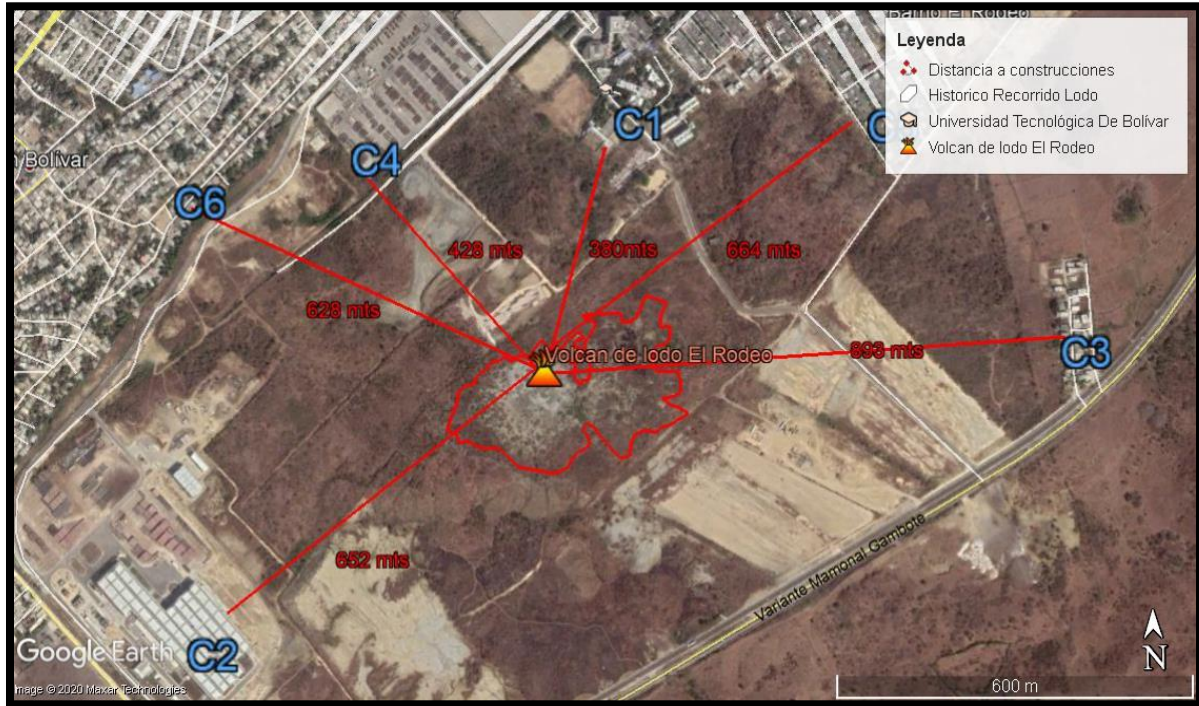 Barrio El Rodeo
Leyenda
Distancia a construcciones
Historico Recorrido Lodo
Universidad Tecnológica De Bolívar
Volcan de lodo El Rodeo
C1
C4
n Bolívar
C6
428 mts
380mts
664 mts
628 mts
Volcan de lodo El Rodeo
893 mts
C3
652 mts
Variante Mamonal Gambote
Google Earth
C2
N
Image © 2020 Maxar Technologies
600 m